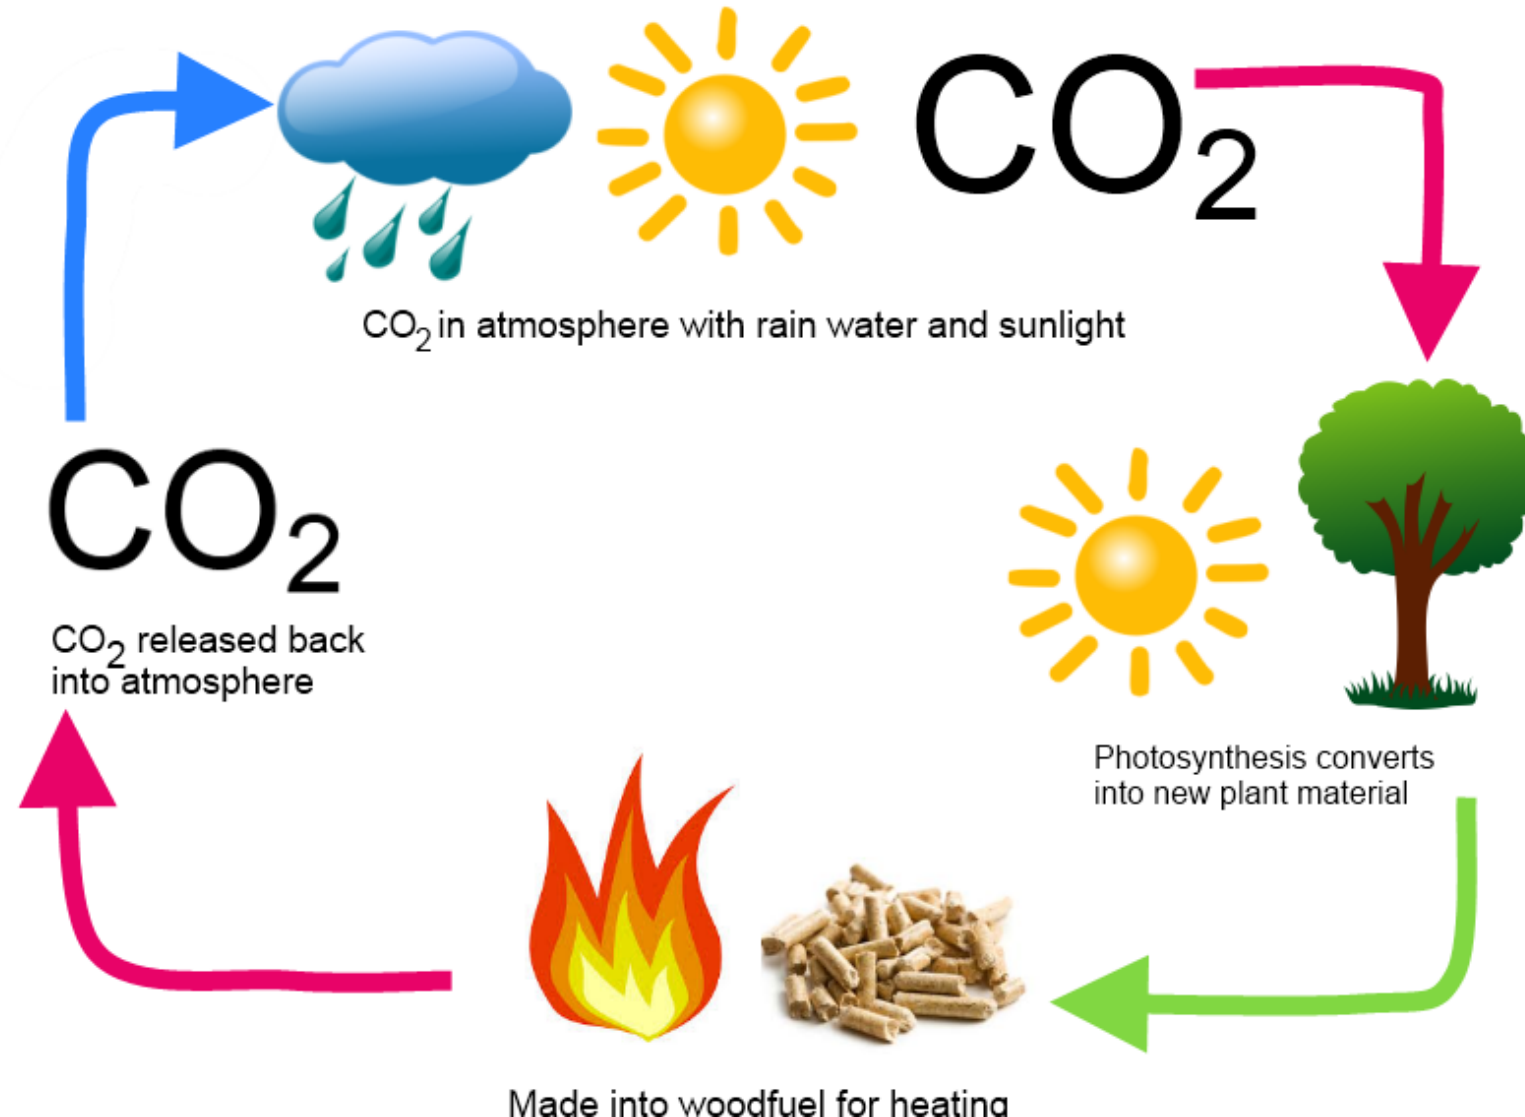 CO₂
CO₂ in atmosphere with rain water and sunlight
CO₂
CO₂ released back
into atmosphere
Photosynthesis converts
into new plant material
Made into woodfuel for heating